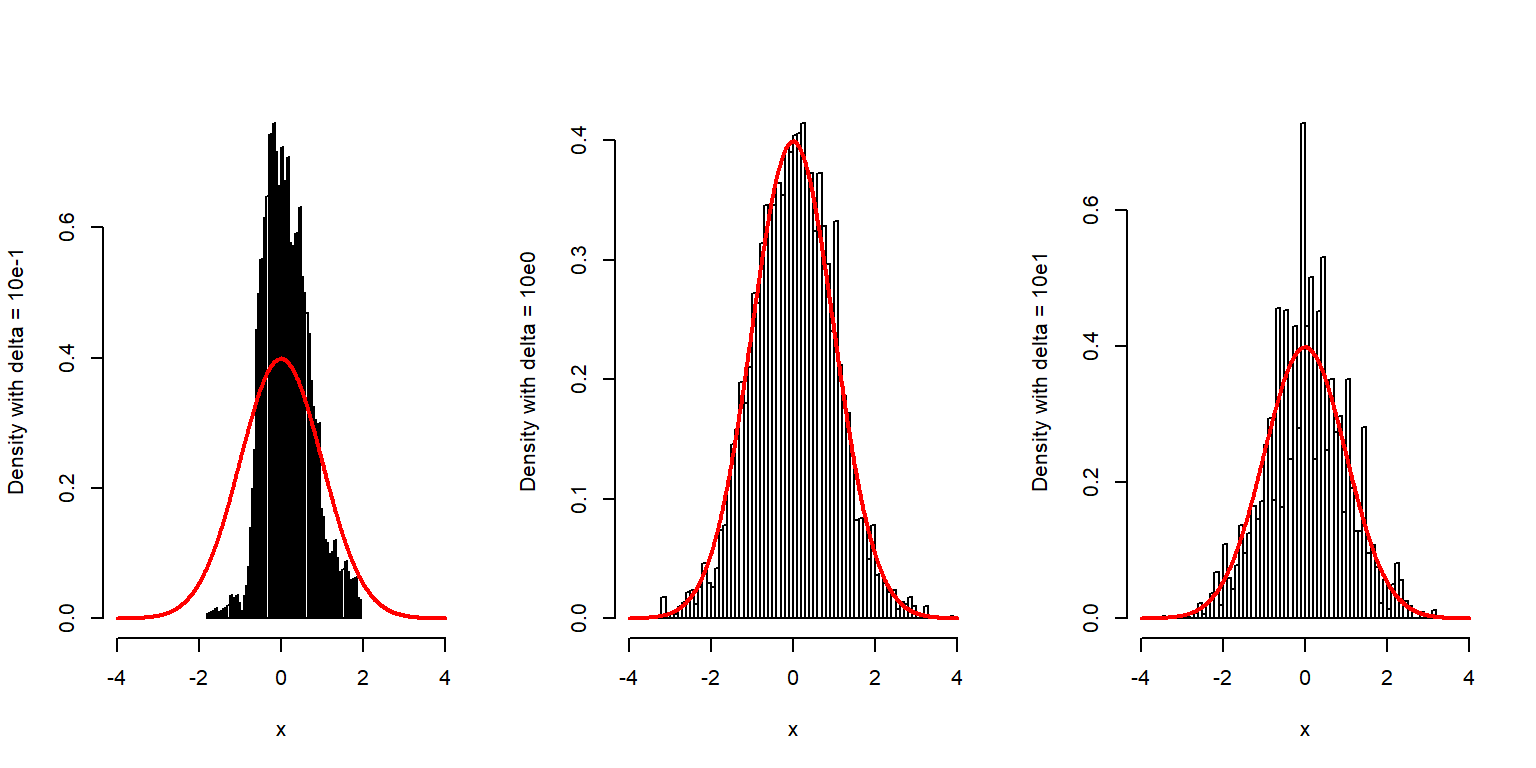 Density with delta = 10e-1
0.0 0.2 0.4 0.6
-4 -2 0 2 4
x
Density with delta = 10e0
0.0 0.1 0.2 0.3 0.4
-4 -2 0 2 4
x
Density with delta = 10e1
0.0 0.2 0.4 0.6
-4 -2 0 2 4
x